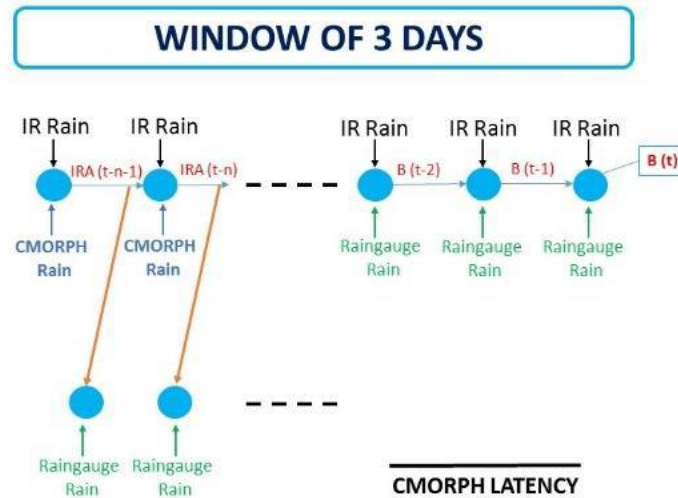 WINDOW OF 3 DAYS
IR Rain IR Rain IR Rain IR Rain IR Rain
IRA (t-n-1) IRA (t-n) B (t-2) B (t-1) B (t)
CMORPH CMORPH Raingauge Raingauge Raingauge
Rain Rain Rain Rain Rain
Raingauge Raingauge
Rain Rain
CMORPH LATENCY